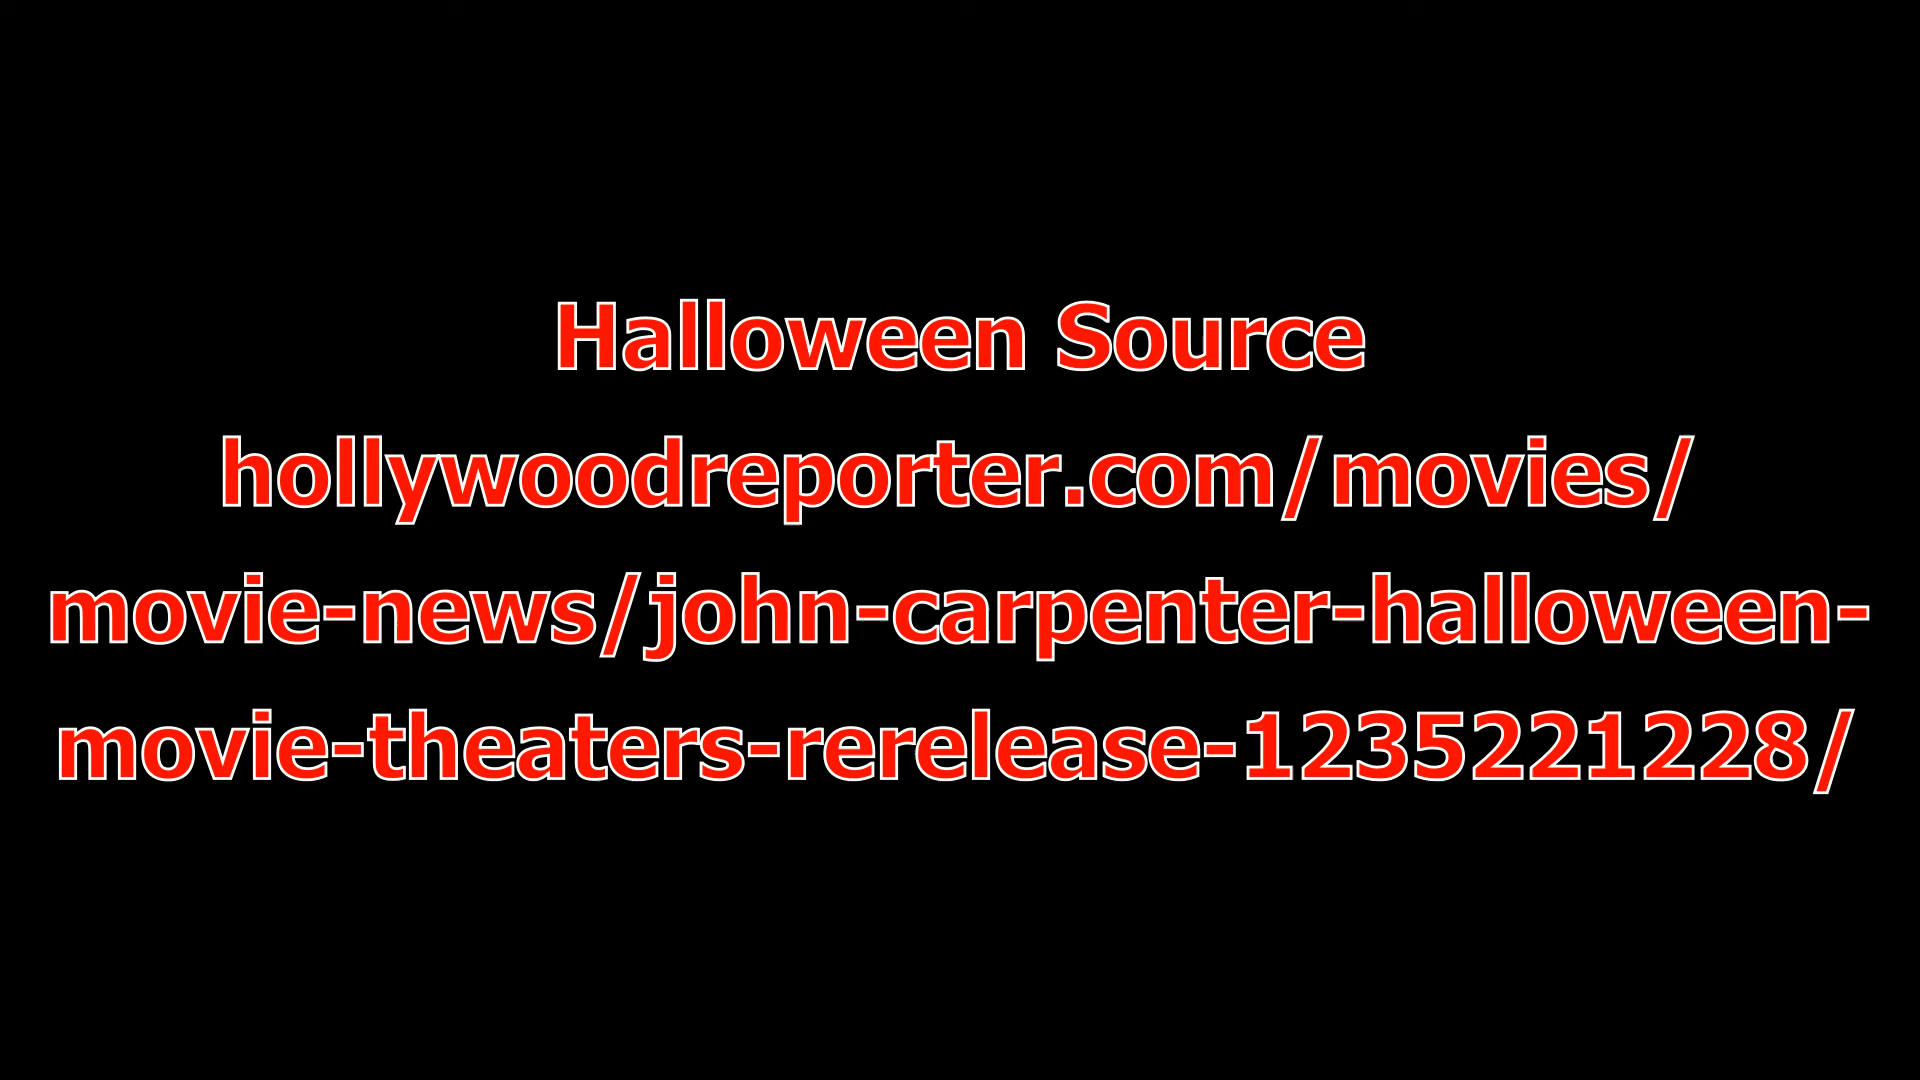 Halloween Source
hollywoodreporter.com/movies/
movie-news/john-carpenter-halloween-
movie-theaters-rerelease-1235221228/